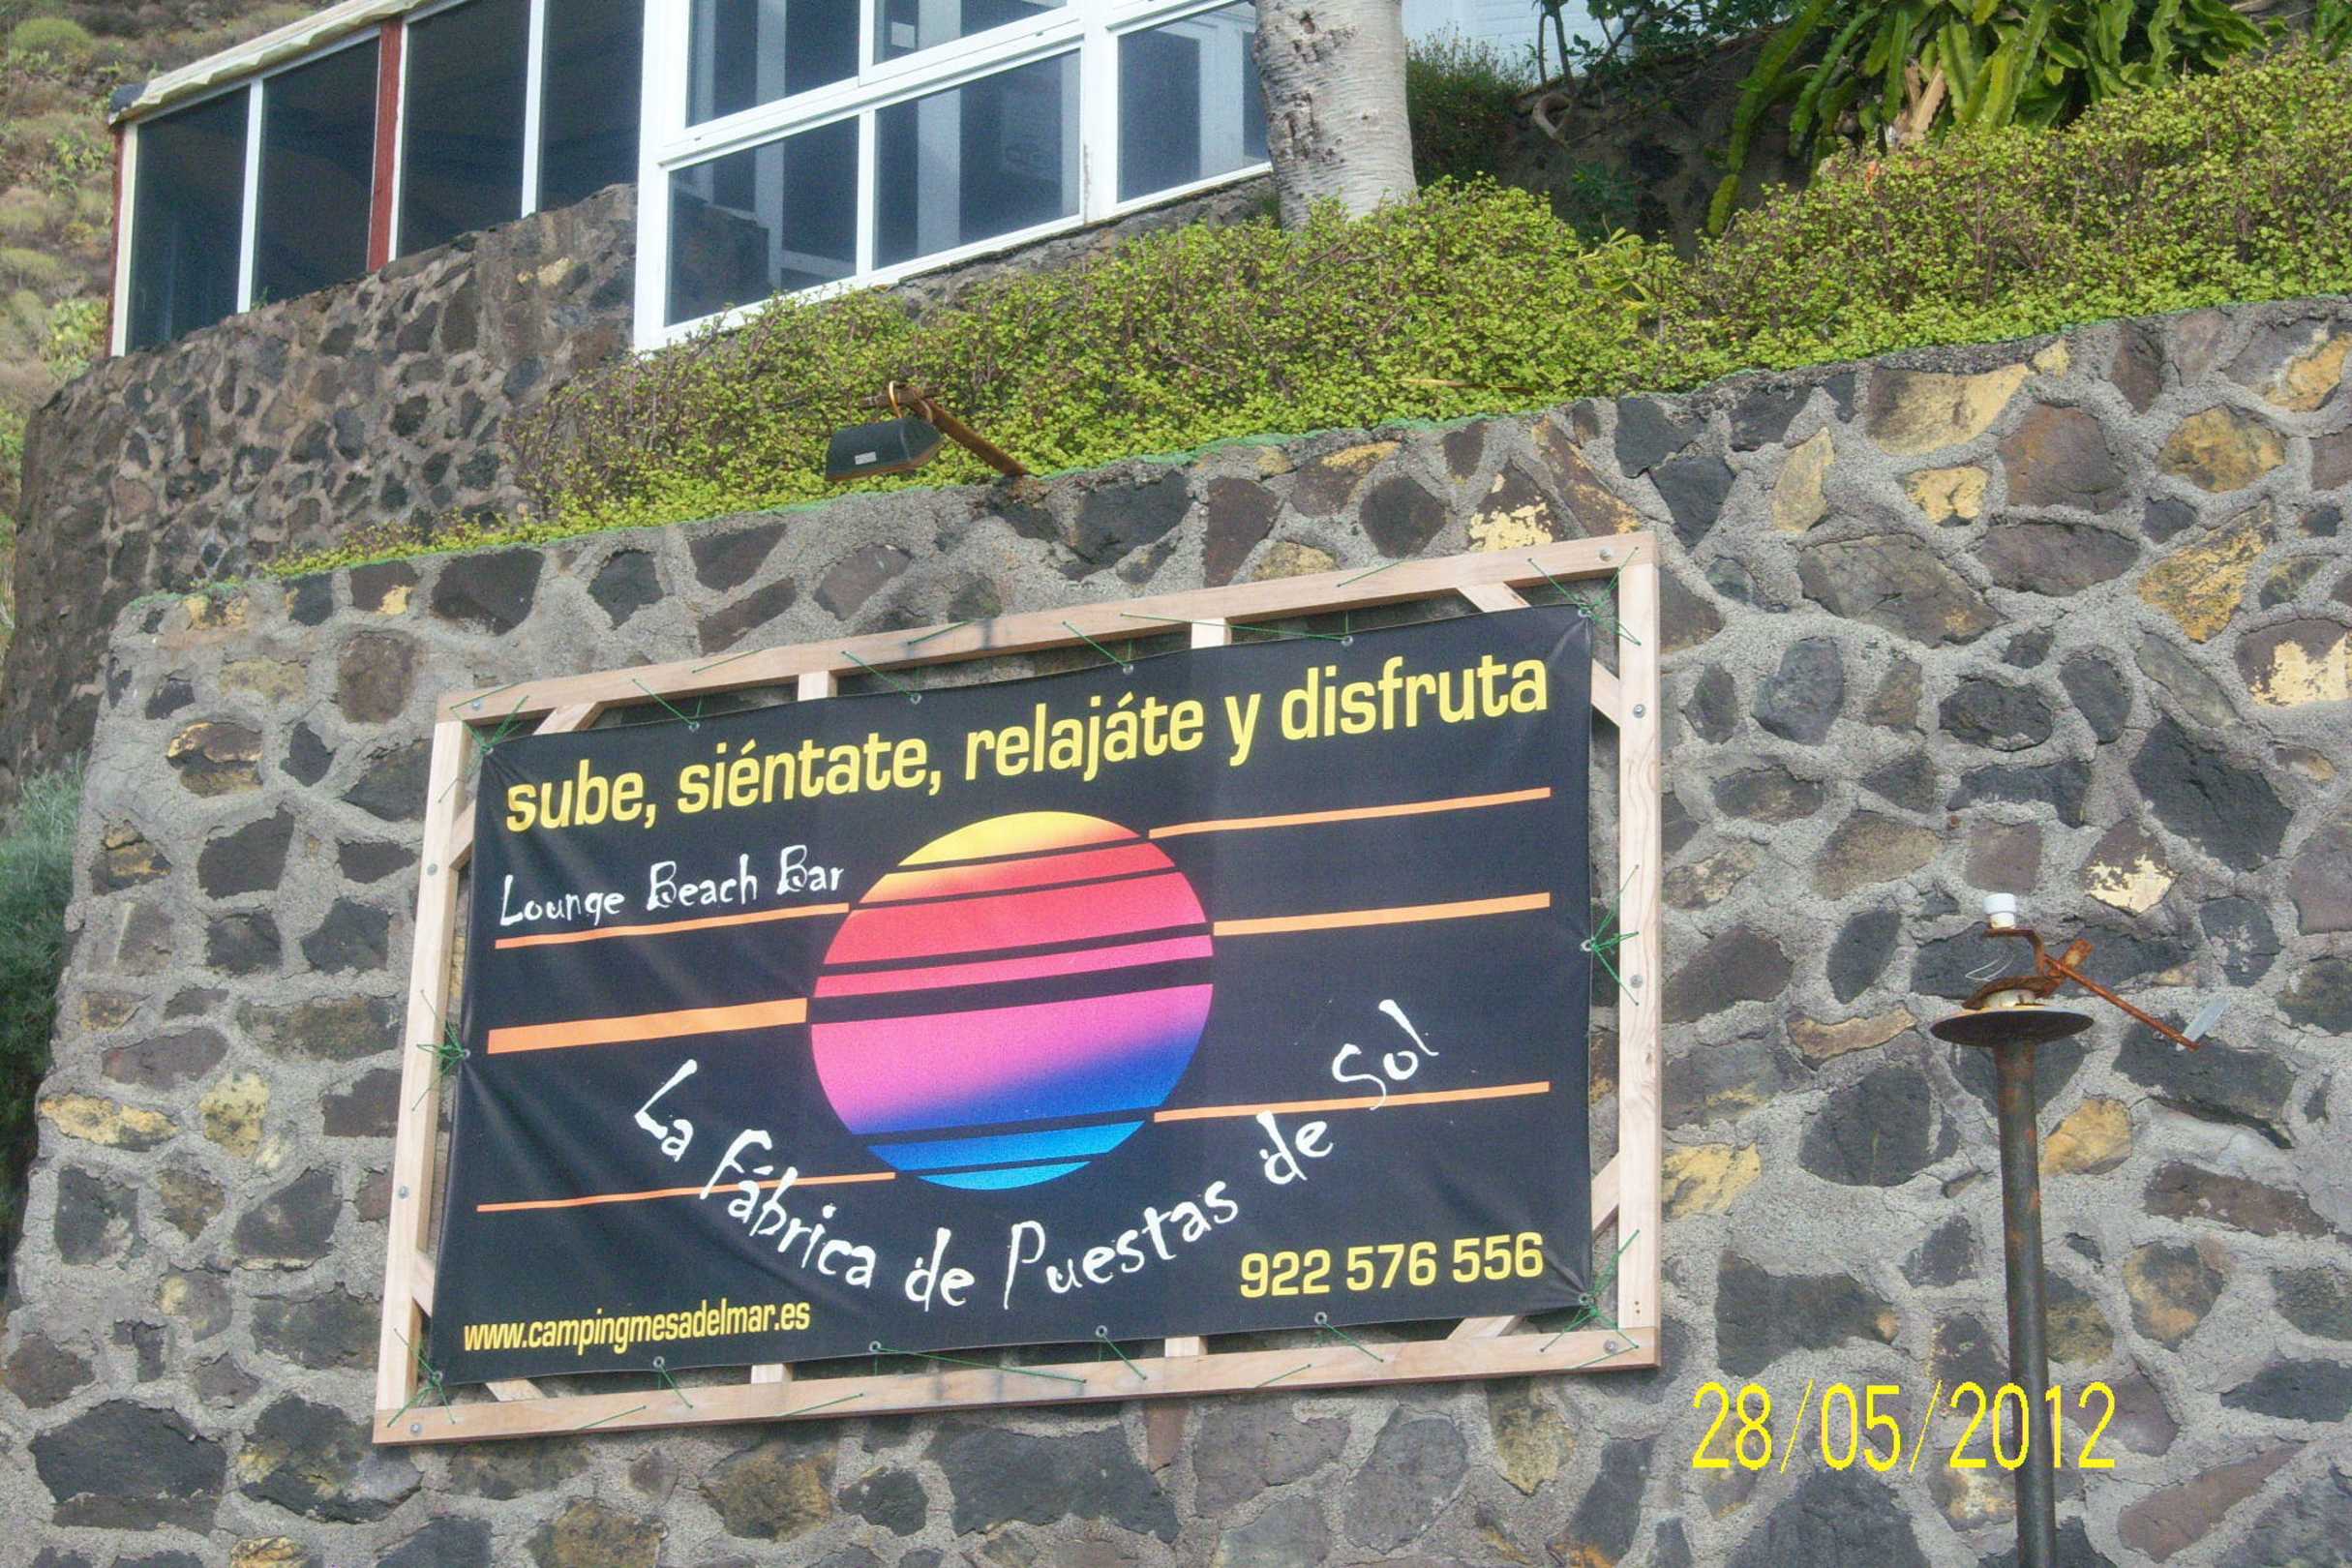 sube, siéntate, relajáte y disfruta
Lounge Beach Bar
La Fábrica de Puestas de Sol
922 576 556
www.campingmesadelmar.es
28/05/2012